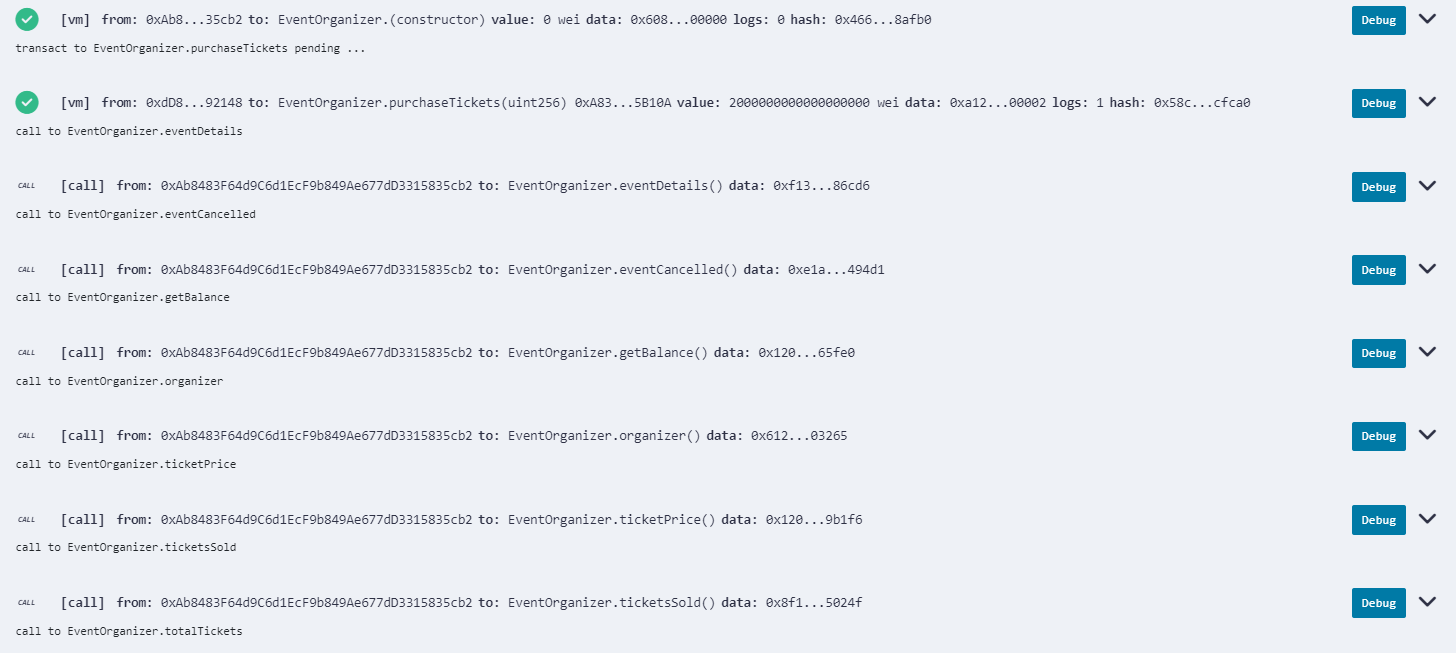 [vm] from: 0xAb8...35cb2 to: EventOrganizer.(constructor) value: 0 wei data: 0x608...00000 logs: 0 hash: 0x466...8afb0 Debug
transact to EventOrganizer.purchaseTickets pending ...
[vm] from: 0xdD8...92148 to: EventOrganizer.purchaseTickets(uint256) 0xA83...5B10A value: 2000000000000000000 wei data: 0xa12...00002 logs: 1 hash: 0x58c...cfca0 Debug
call to EventOrganizer.eventDetails
CALL [call] from: 0xAb8483F64d9C6d1EcF9b849Ae677dD3315835cb2 to: EventOrganizer.eventDetails() data: 0xf13...86cd6 Debug
call to EventOrganizer.eventCancelled
CALL [call] from: 0xAb8483F64d9C6d1EcF9b849Ae677dD3315835cb2 to: EventOrganizer.eventCancelled() data: 0xe1a...494d1 Debug
call to EventOrganizer.getBalance
CALL [call] from: 0xAb8483F64d9C6d1EcF9b849Ae677dD3315835cb2 to: EventOrganizer.getBalance() data: 0x120...65fe0 Debug
call to EventOrganizer.organizer
CALL [call] from: 0xAb8483F64d9C6d1EcF9b849Ae677dD3315835cb2 to: EventOrganizer.organizer() data: 0x612...03265 Debug
call to EventOrganizer.ticketPrice
CALL [call] from: 0xAb8483F64d9C6d1EcF9b849Ae677dD3315835cb2 to: EventOrganizer.ticketPrice() data: 0x120...9b1f6 Debug
call to EventOrganizer.ticketsSold
CALL [call] from: 0xAb8483F64d9C6d1EcF9b849Ae677dD3315835cb2 to: EventOrganizer.ticketsSold() data: 0x8f1...5024f Debug
call to EventOrganizer.totalTickets